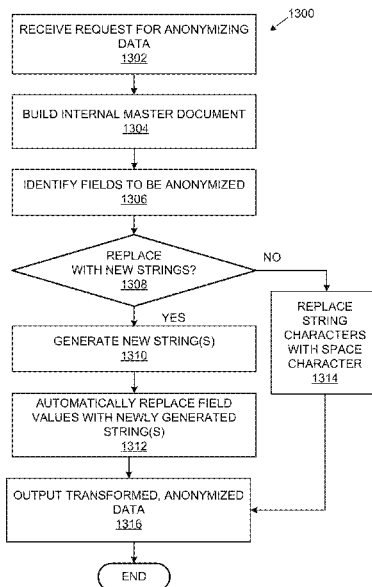 1300
RECEIVE REQUEST FOR ANONYMIZING
DATA
1302
BUILD INTERNAL MASTER DOCUMENT
1304
IDENTIFY FIELDS TO BE ANONYMIZED
1306
REPLACE
WITH NEW STRINGS?
1308
NO
YES
GENERATE NEW STRING(S)
1310
REPLACE
STRING
CHARACTERS
WITH SPACE
CHARACTER
1314
AUTOMATICALLY REPLACE FIELD
VALUES WITH NEWLY GENERATED
STRING(S)
1312
OUTPUT TRANSFORMED, ANONYMIZED
DATA
1316
END